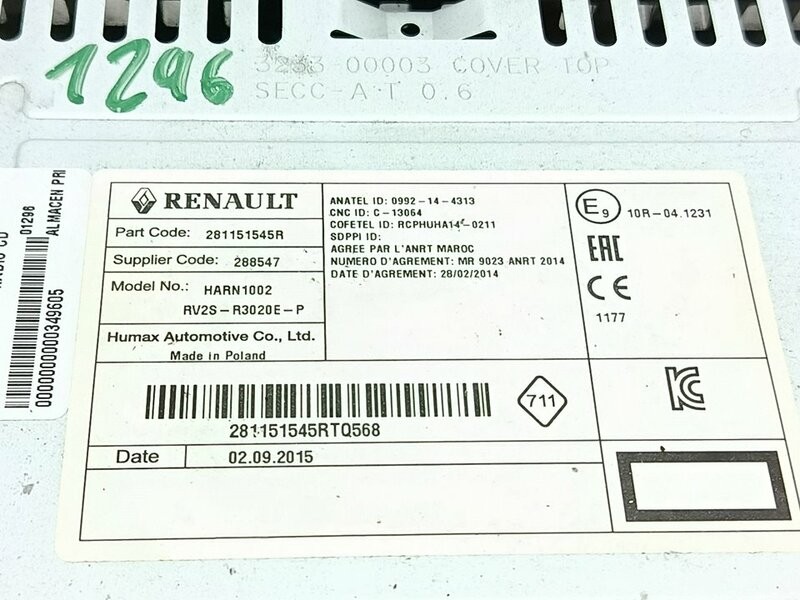 1296
3283-00003 COVER TOP
SECC-A T 0.6
01296
ALMACEN PRI
0000000000349605
RENAULT
Part Code: 281151545R
Supplier Code: 288547
Model No.: HARN1002
RV2S-R3020E-P
Humax Automotive Co., Ltd.
Made in Poland
ANATEL ID: 0992-14-4313
CNC ID: C-13064
COFETEL ID: RCPHUHA14-0211
SDPPI ID:
AGREE PAR L'ANRT MAROC
NUMERO D'AGREMENT: MR 9023 ANRT 2014
DATE D'AGREMENT: 28/02/2014
E9 10R-04.1231
EAC
CE
1177
281151545RTQ568
711
Date 02.09.2015